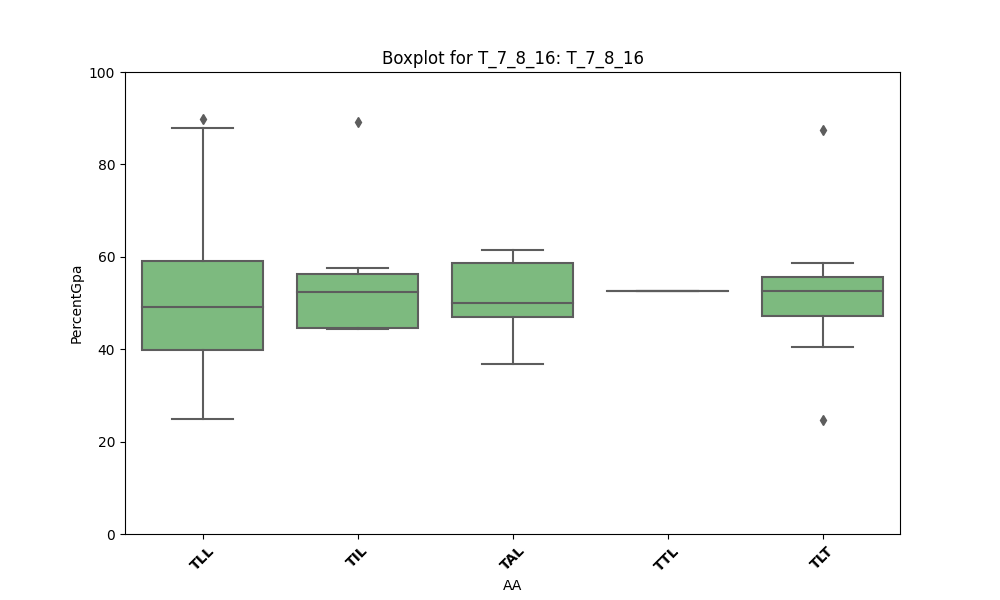 Boxplot for T_7_8_16: T_7_8_16
100
80
60
40
20
0
PercentGpa
TLL
TIL
TAL
TTL
TLT
AA